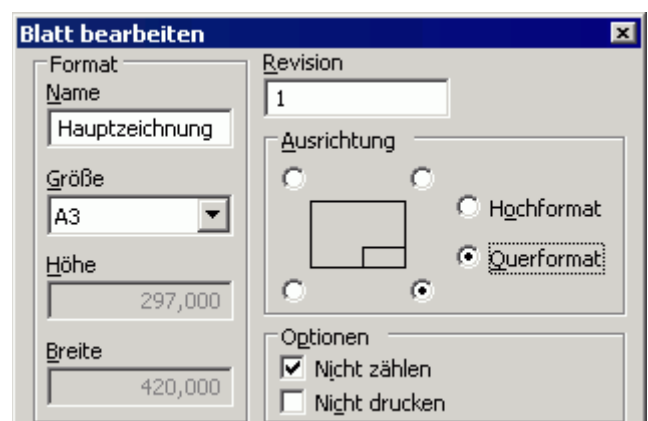 Blatt bearbeiten
Format
Name
Hauptzeichnung
Größe
A3
Höhe
297,000
Breite
420,000
Revision
1
Ausrichtung
Hochformat
Querformat
Optionen
Nicht zählen
Nicht drucken